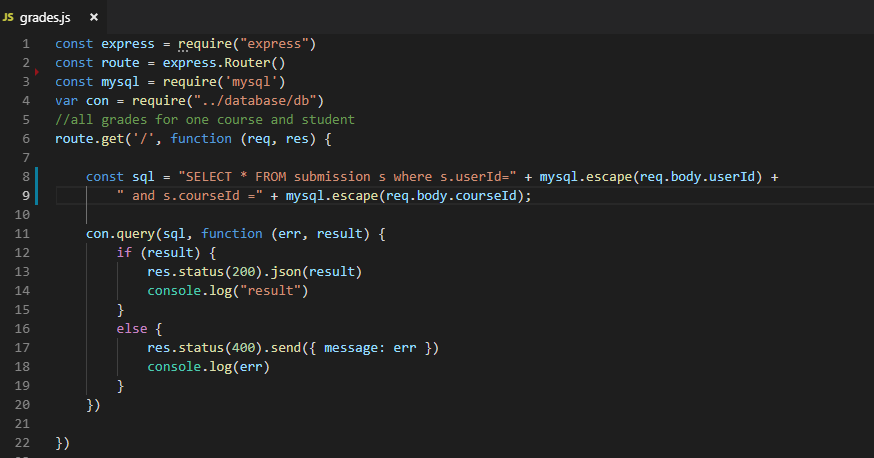 JS grades.js ×
1 const express = require("express")
2 const route = express.Router()
3 const mysql = require('mysql')
4 var con = require("../database/db")
5 //all grades for one course and student
6 route.get('/', function (req, res) {
7
8 const sql = "SELECT * FROM submission s where s.userId=" + mysql.escape(req.body.userId) +
9 " and s.courseId =" + mysql.escape(req.body.courseId);
10
11 con.query(sql, function (err, result) {
12 if (result) {
13 res.status(200).json(result)
14 console.log("result")
15 }
16 else {
17 res.status(400).send({ message: err })
18 console.log(err)
19 }
20 })
21
22 })